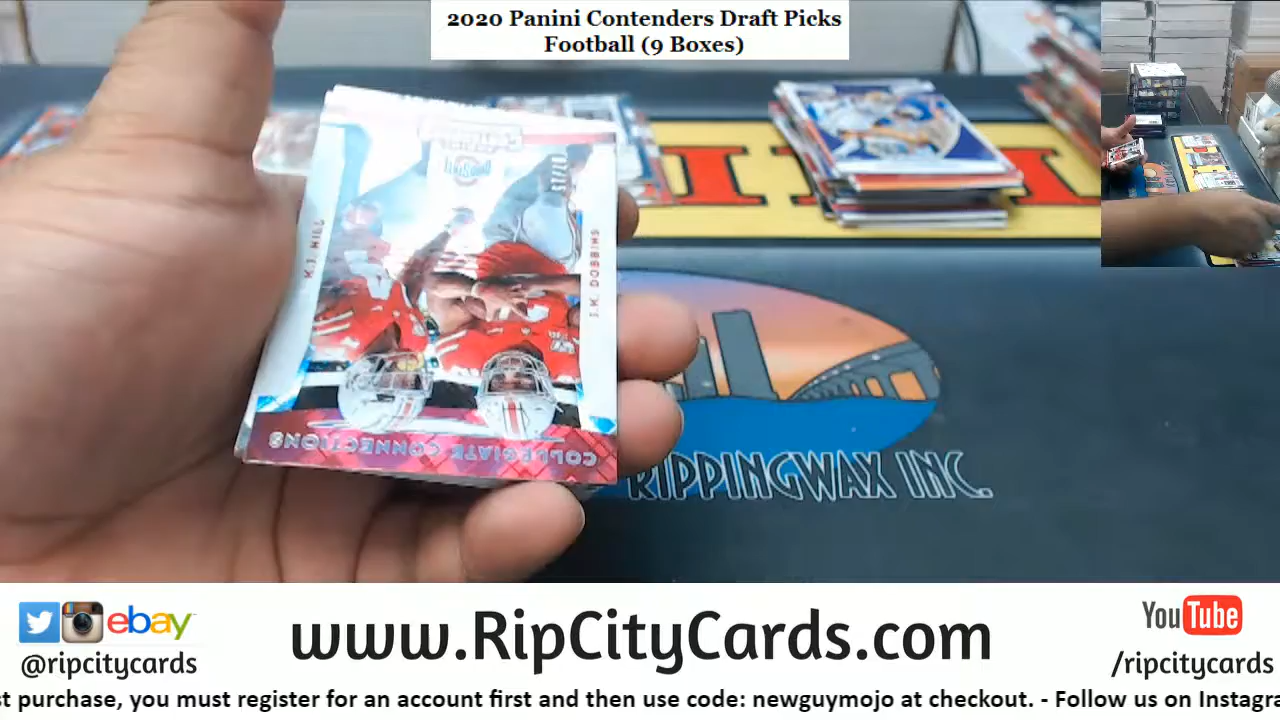 2020 Panini Contenders Draft Picks
Football (9 Boxes)
K.J. HILL
J.K. DOBBINS
COLLEGIATE CONNECTIONS
RIPPINGWAX INC.
ebay
@ripcitycards
www.RipCityCards.com
YouTube
/ripcitycards
st purchase, you must register for an account first and then use code: newguymojo at checkout. - Follow us on Instagra